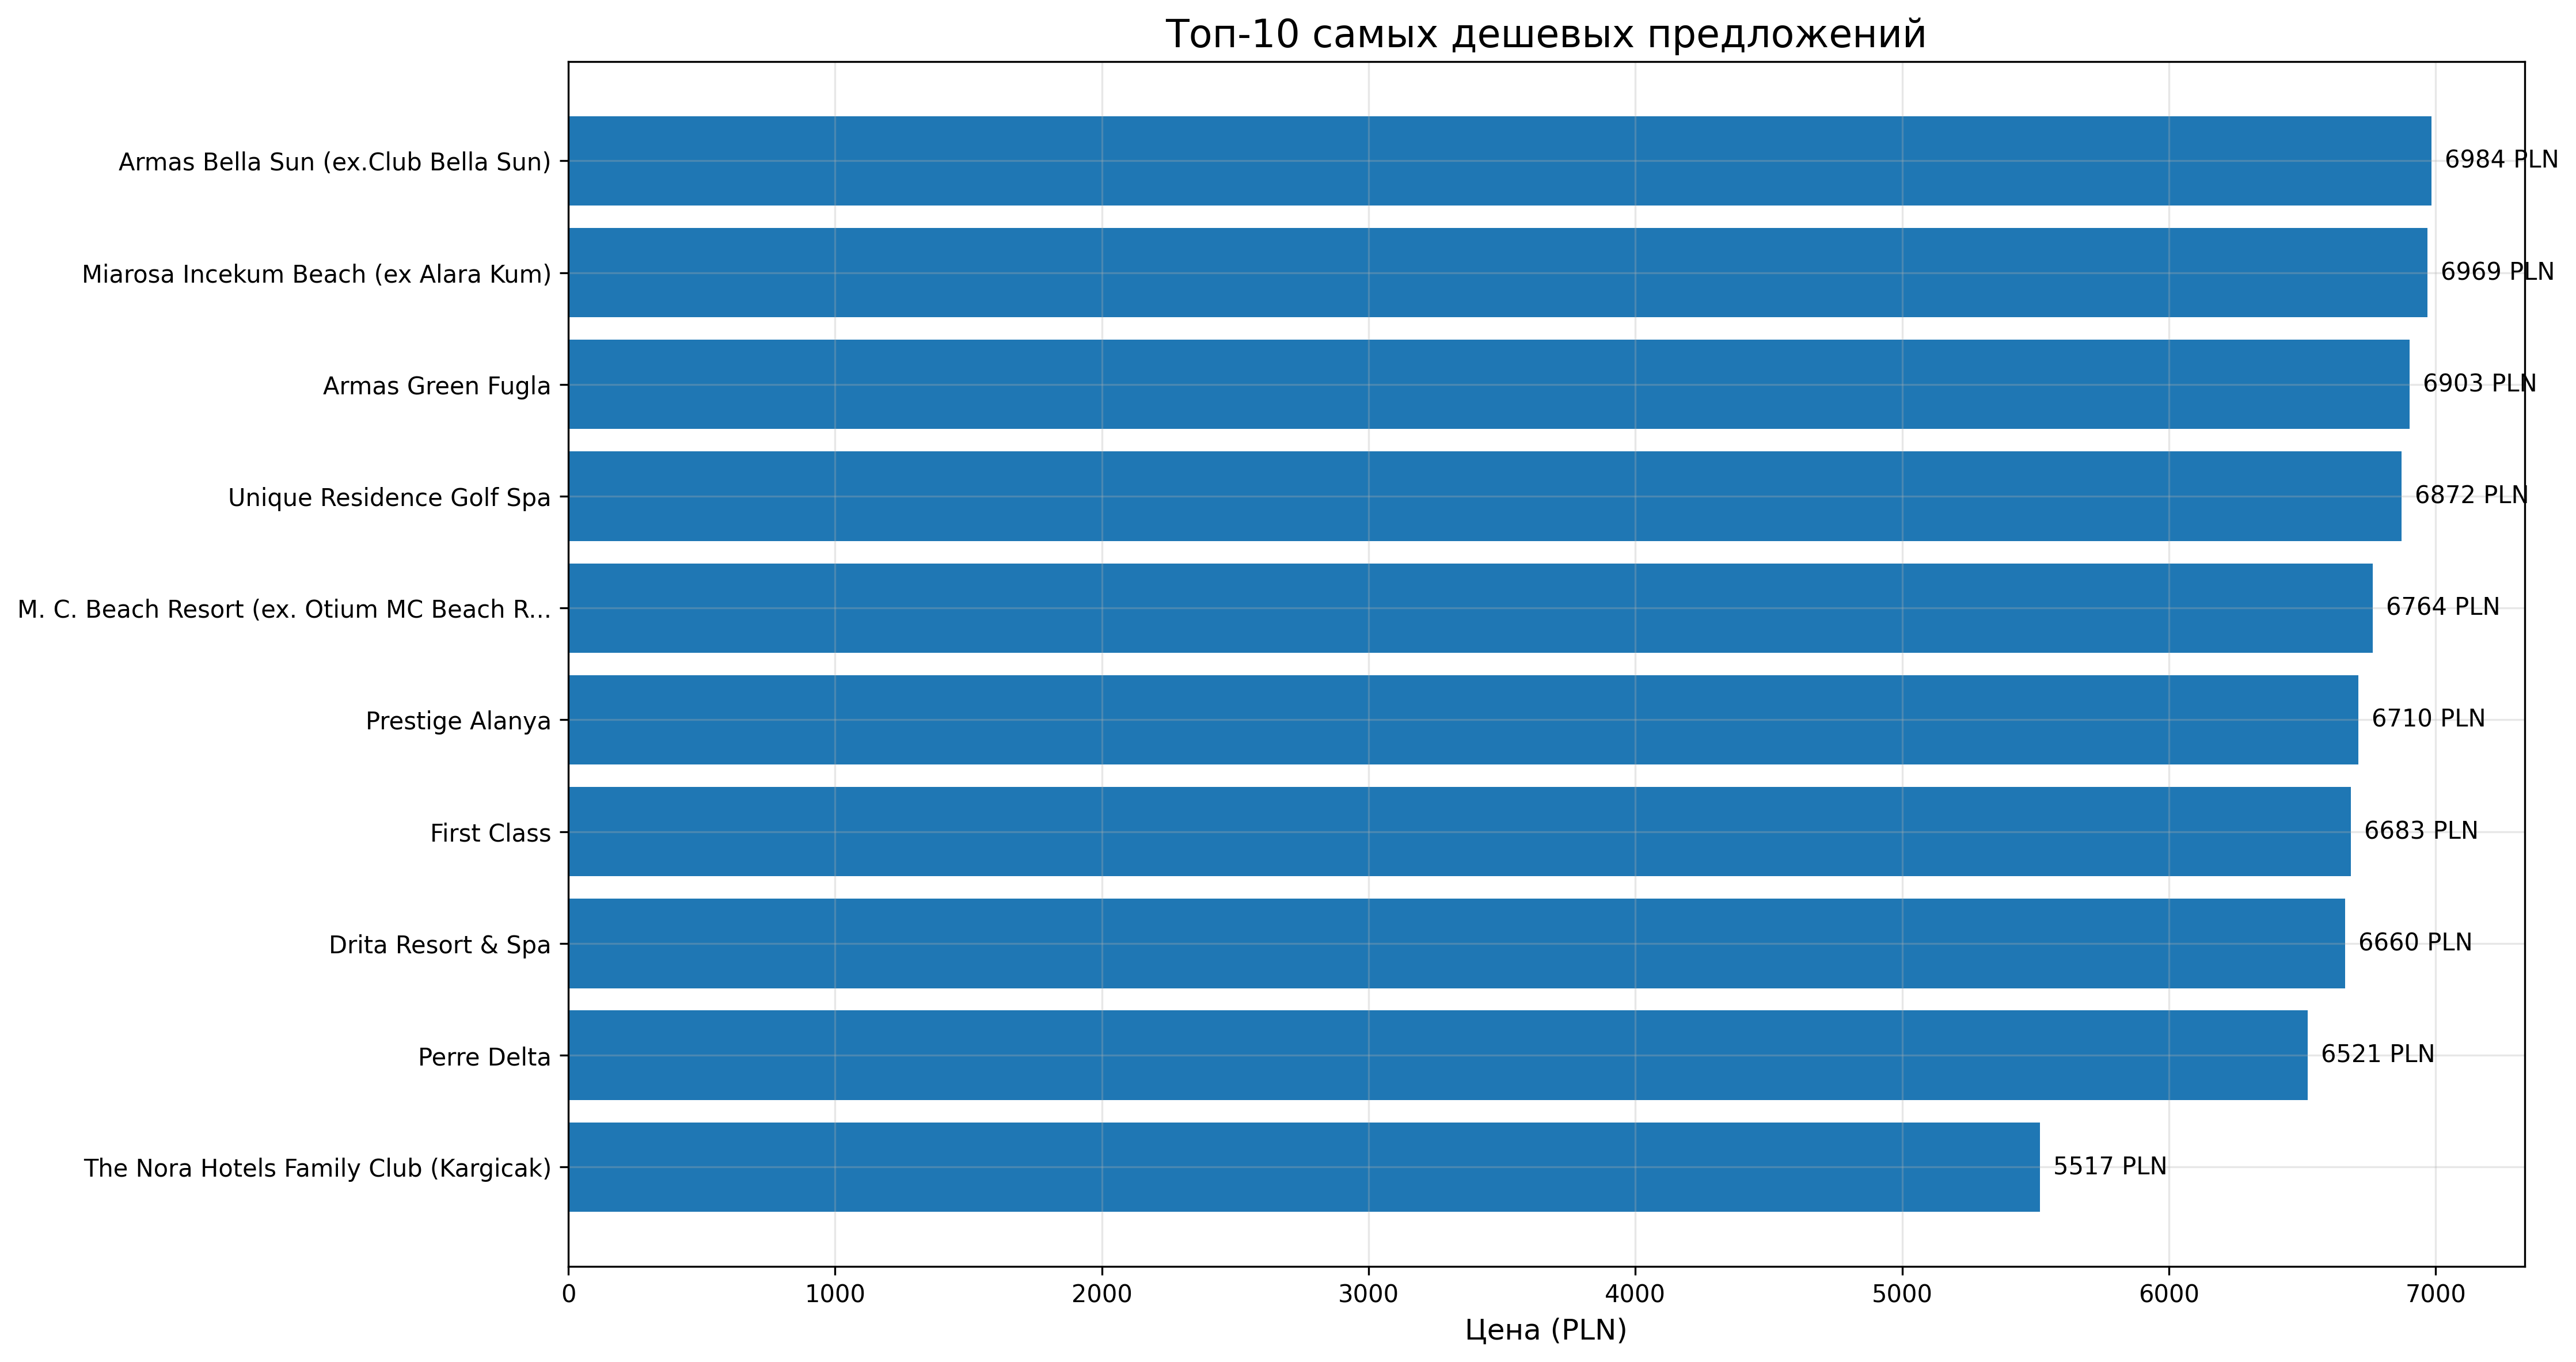 Топ-10 самых дешевых предложений
Armas Bella Sun (ex.Club Bella Sun) 6984 PLN
Miarosa Incekum Beach (ex Alara Kum) 6969 PLN
Armas Green Fugla 6903 PLN
Unique Residence Golf Spa 6872 PLN
M. C. Beach Resort (ex. Otium MC Beach R... 6764 PLN
Prestige Alanya 6710 PLN
First Class 6683 PLN
Drita Resort & Spa 6660 PLN
Perre Delta 6521 PLN
The Nora Hotels Family Club (Kargicak) 5517 PLN
0 1000 2000 3000 4000 5000 6000 7000
Цена (PLN)